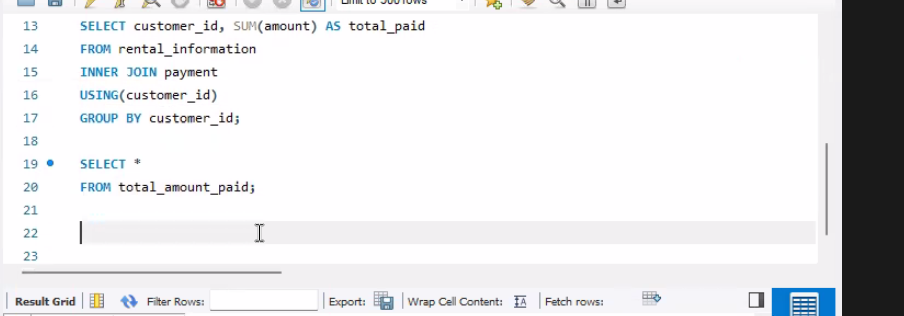 Limit to 500 rows
13 SELECT customer_id, SUM(amount) AS total_paid
14 FROM rental_information
15 INNER JOIN payment
16 USING(customer_id)
17 GROUP BY customer_id;
18
19 SELECT *
20 FROM total_amount_paid;
21
22
23
Result Grid Filter Rows: Export: Wrap Cell Content: IA Fetch rows: